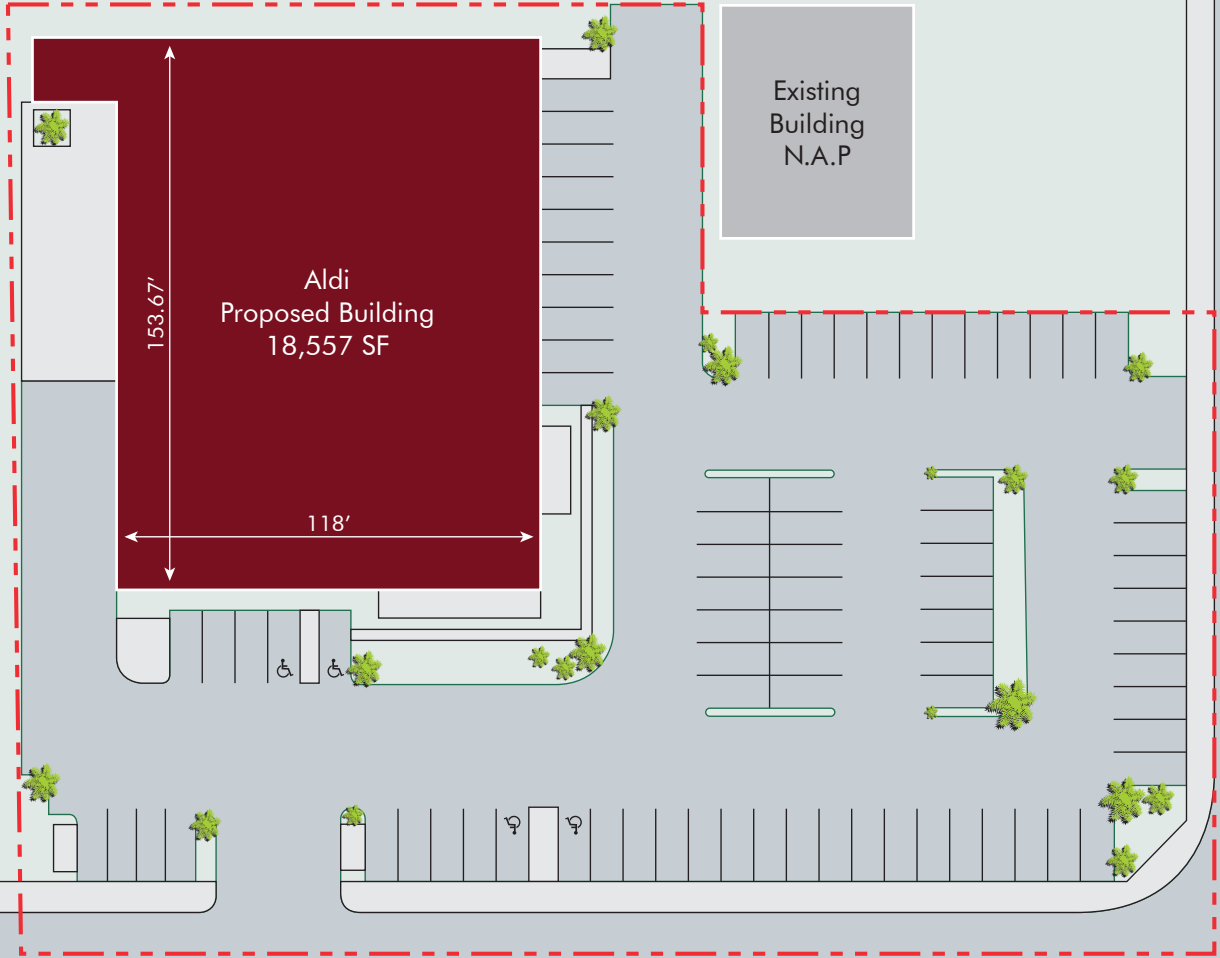 Existing
Building
N.A.P
Aldi
Proposed Building
18,557 SF
153.67’
118’